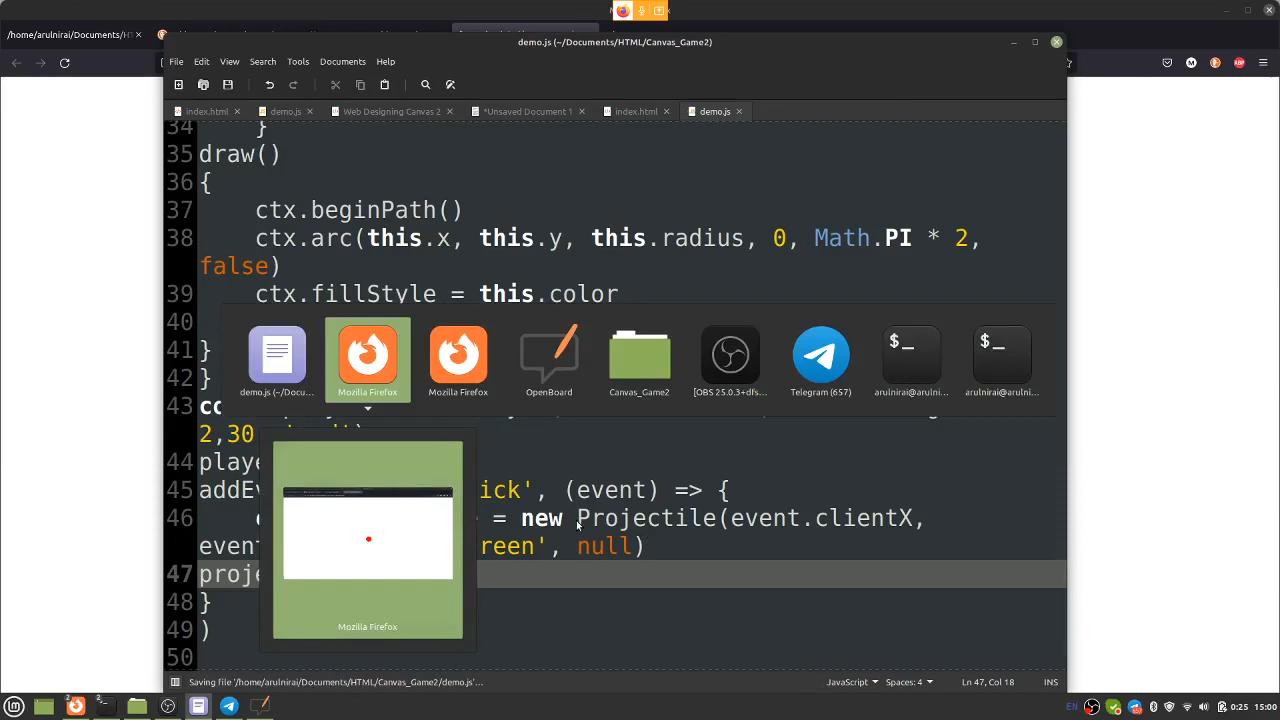 /home/arulnirai/Documents/HT
demo.js (~/Documents/HTML/Canvas_Game2)
File Edit View Search Tools Documents Help
index.html
demo.js
Web Designing Canvas 2
*Unsaved Document 1
index.html
demo.js
34 }
35 draw()
36 {
37 ctx.beginPath()
38 ctx.arc(this.x, this.y, this.radius, 0, Math.PI * 2,
false)
39 ctx.fillStyle = this.color
40
41 }
42 }
43 co
2,30
44 playe
45 addEv ick', (event) => {
46 = new Projectile(event.clientX,
event reen', null)
47 proje
48 }
49 )
50
demo.js (~/Docu...
Mozilla Firefox
Mozilla Firefox
OpenBoard
Canvas_Game2
[OBS 25.0.3+dfs...
Telegram (657)
arulnirai@arulni...
arulnirai@arulni...
Mozilla Firefox
Saving file '/home/arulnirai/Documents/HTML/Canvas_Game2/demo.js'...
JavaScript
Spaces: 4
Ln 47, Col 18
INS
EN
0:25
15:00